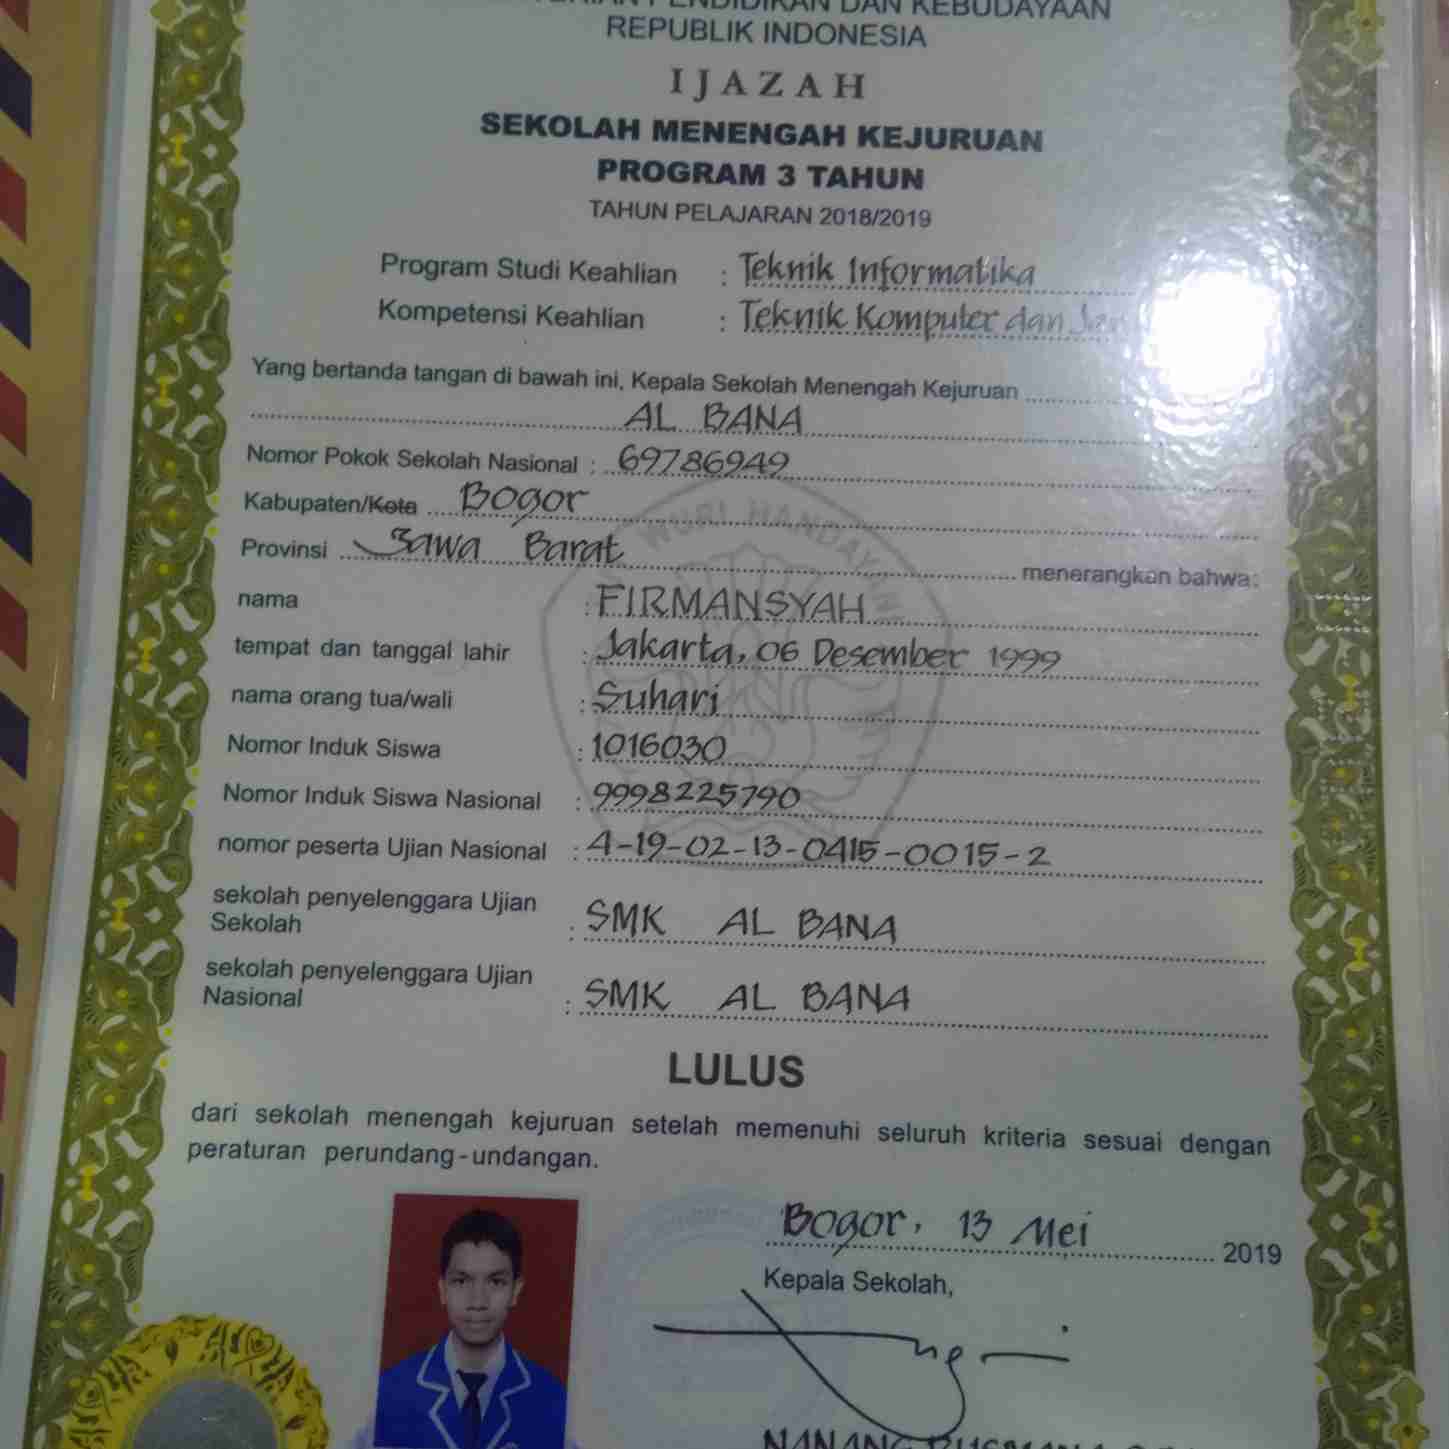 PENDIDIKAN DAN KEBUDAYAAN
REPUBLIK INDONESIA
IJAZAH
SEKOLAH MENENGAH KEJURUAN
PROGRAM 3 TAHUN
TAHUN PELAJARAN 2018/2019
Program Studi Keahlian : Teknik Informatika
Kompetensi Keahlian : Teknik Komputer dan
Yang bertanda tangan di bawah ini, Kepala Sekolah Menengah Kejuruan
AL BANA
Nomor Pokok Sekolah Nasional : 69786949
Kabupaten/Kota Bogor
Provinsi Jawa Barat menerangkan bahwa:
nama : FIRMANSYAH
tempat dan tanggal lahir : Jakarta, 06 Desember 1999
nama orang tua/wali : Suhari
Nomor Induk Siswa : 1016030
Nomor Induk Siswa Nasional : 9998225790
nomor peserta Ujian Nasional : 4-19-02-13-0415-0015-2
sekolah penyelenggara Ujian
Sekolah : SMK AL BANA
sekolah penyelenggara Ujian
Nasional : SMK AL BANA
LULUS
dari sekolah menengah kejuruan setelah memenuhi seluruh kriteria sesuai dengan
peraturan perundang-undangan.
Bogor, 13 Mei 2019
Kepala Sekolah,
NANANG